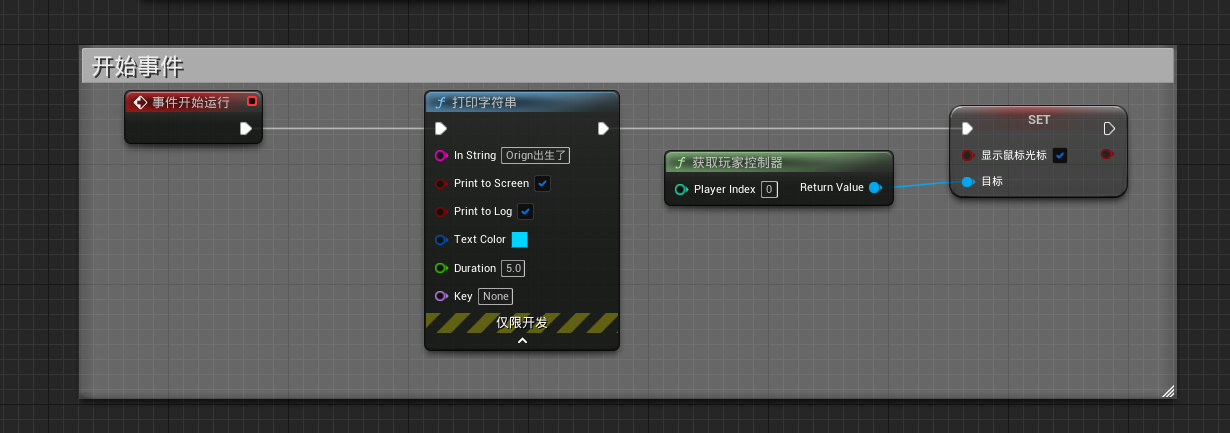 开始事件
事件开始运行
打印字符串
In String Orign出生了
Print to Screen
Print to Log
Text Color
Duration 5.0
Key None
仅限开发
获取玩家控制器
Player Index 0 Return Value
SET
显示鼠标光标
目标